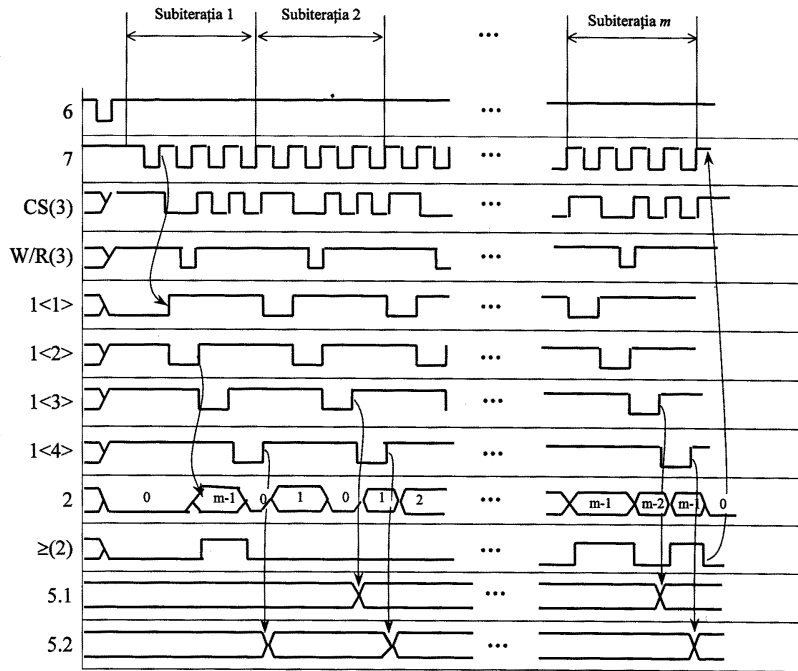 Subiterația 1 Subiterația 2 ... Subiterația m
6 ...
7 ...
CS(3) ...
W/R(3) ...
1<1> ...
1<2> ...
1<3> ...
1<4> ...
2 0 m-1 0 1 0 1 2 ... m-1 m-2 m-1 0
≥(2) ...
5.1 ...
5.2 ...